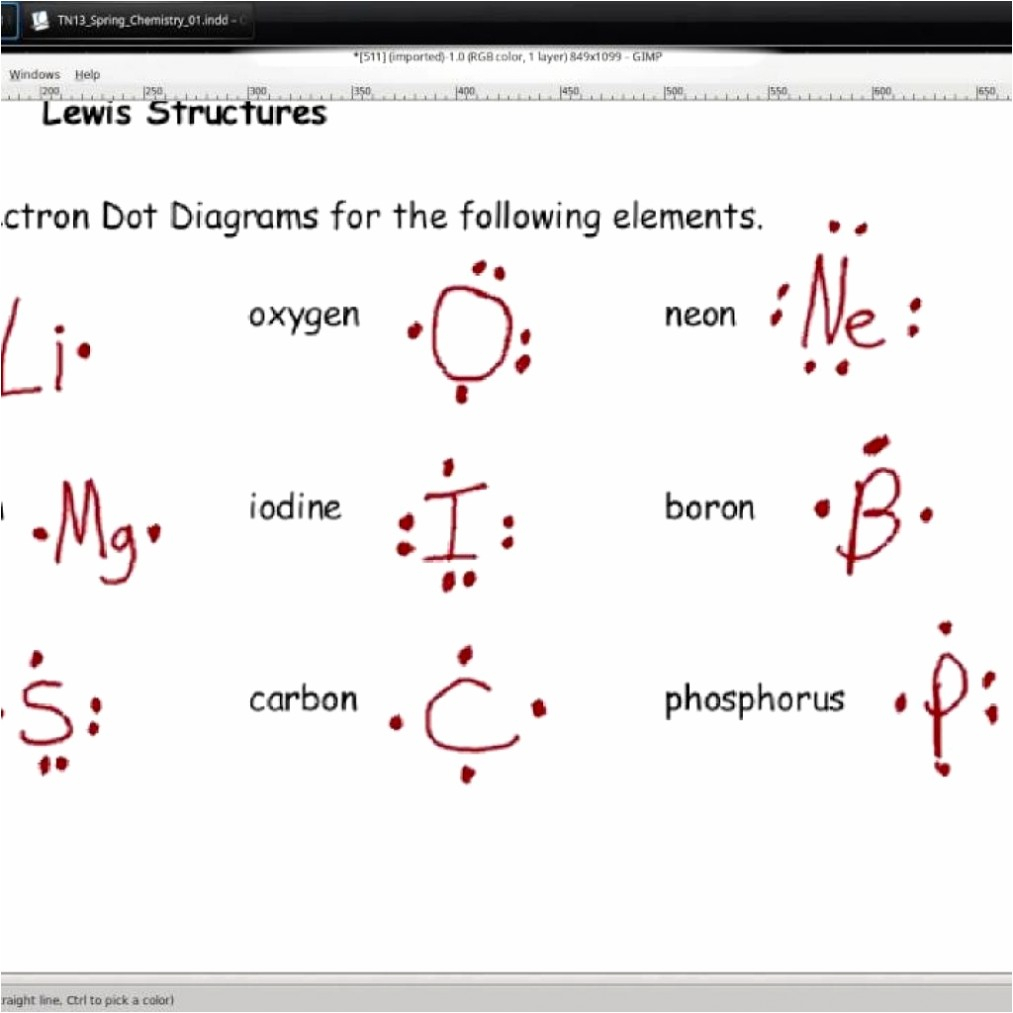 TN13_Spring_Chemistry_01.indd -
*[511] (imported)-1.0 (RGB color, 1 layer) 849x1099 – GIMP
Windows Help
200 250 300 350 400 450 500 550 600 650
Lewis Structures
ctron Dot Diagrams for the following elements.
Li oxygen O neon Ne
Mg iodine I boron B
S carbon C phosphorus P
raight line, Ctrl to pick a color)